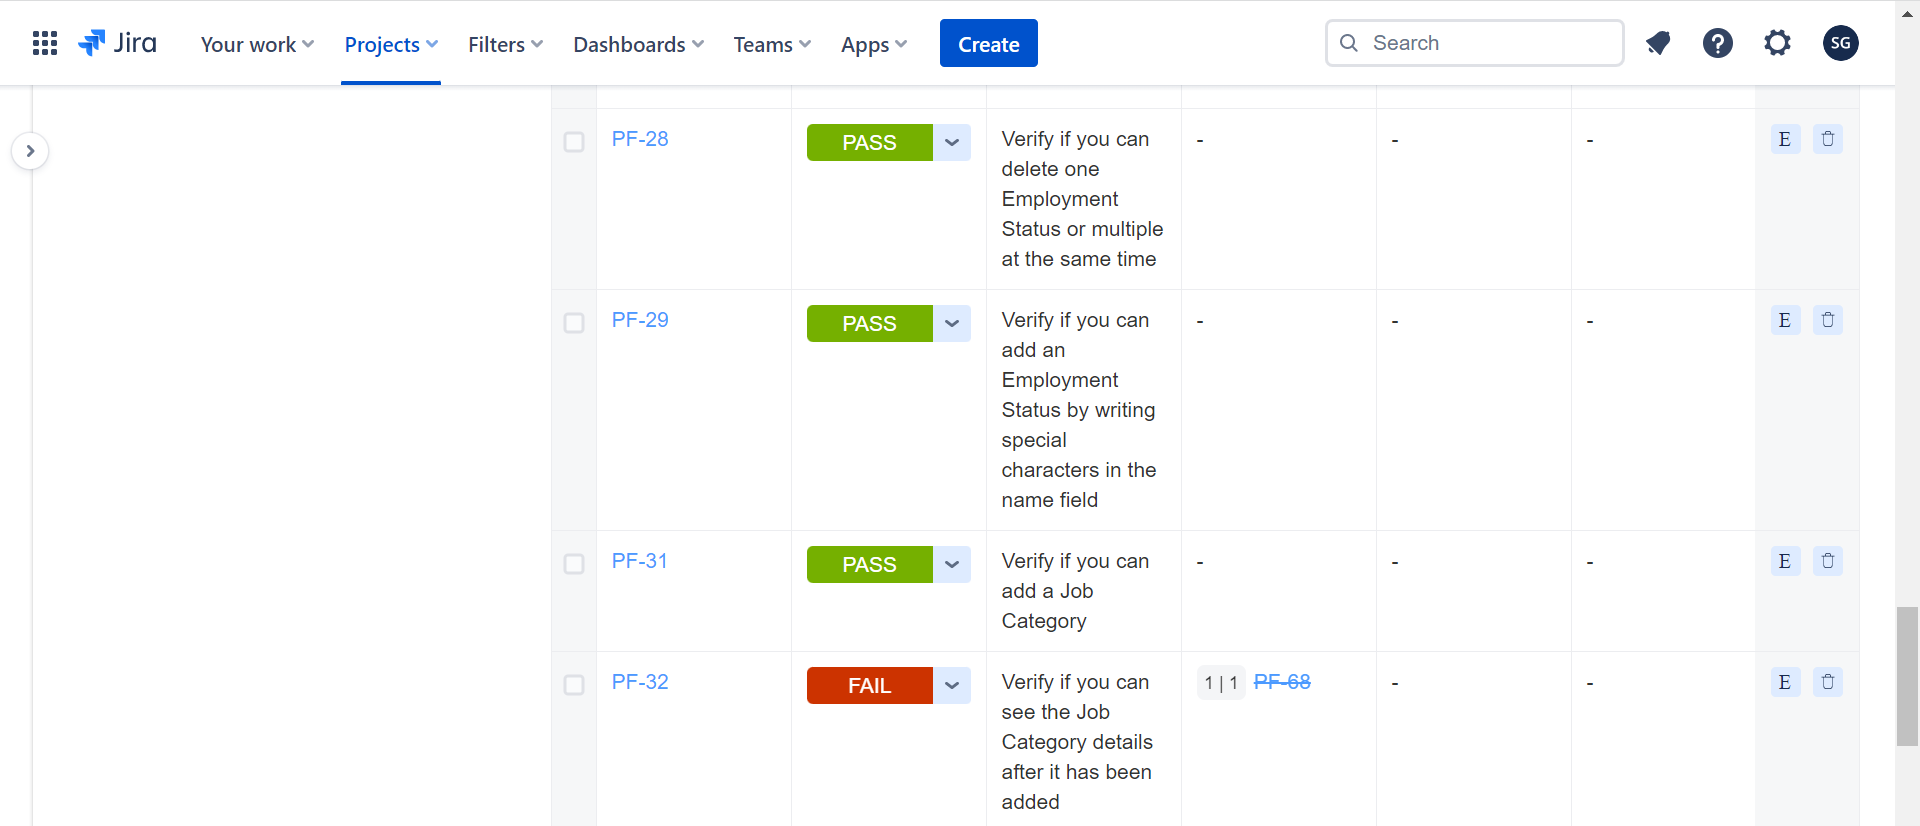 Jira Your work Projects Filters Dashboards Teams Apps Create Search SG
PF-28 PASS Verify if you can - - - E
delete one
Employment
Status or multiple
at the same time
PF-29 PASS Verify if you can - - - E
add an
Employment
Status by writing
special
characters in the
name field
PF-31 PASS Verify if you can - - - E
add a Job
Category
PF-32 FAIL Verify if you can 1 | 1 PF-68 - - E
see the Job
Category details
after it has been
added